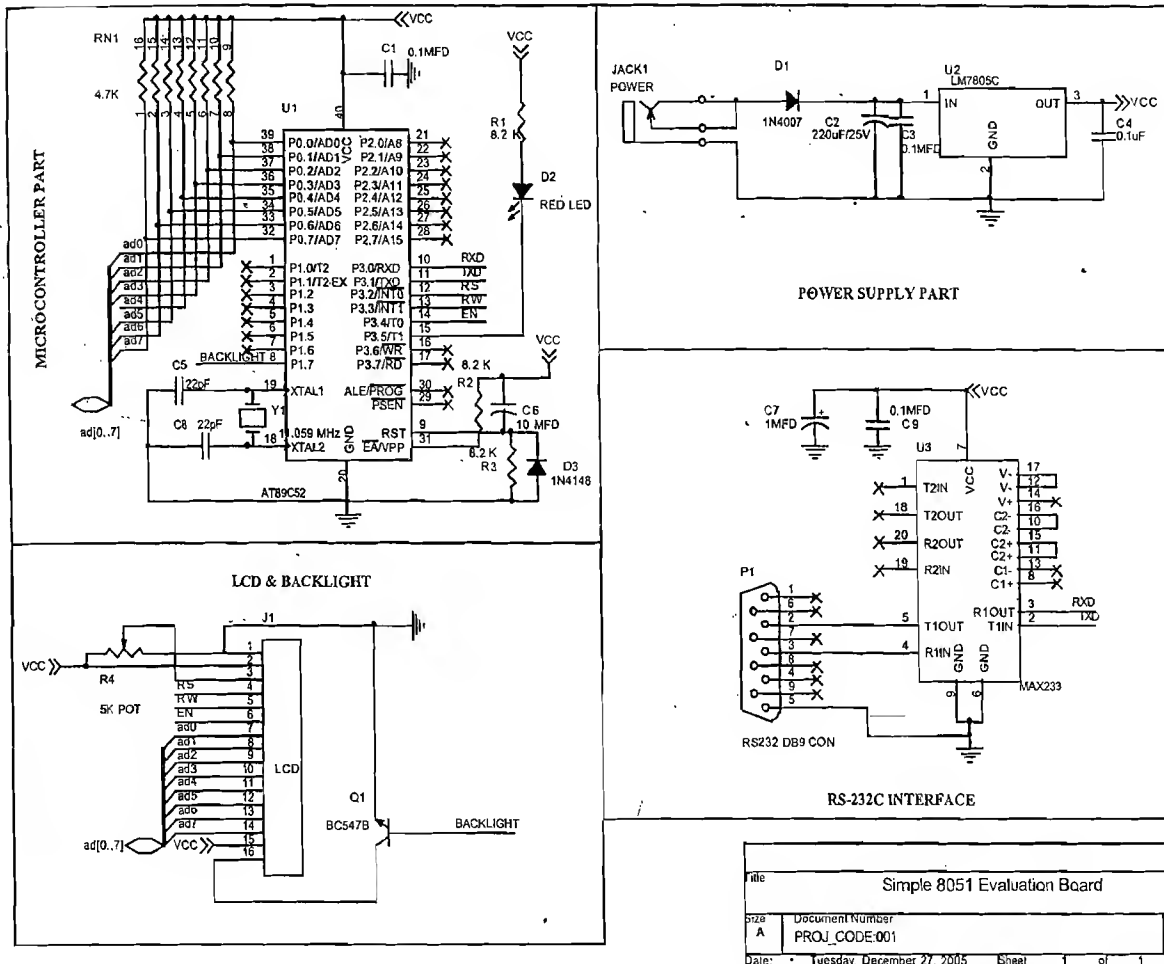 MICROCONTROLLER PART
RN1
16 15 14 13 12 11 10 9
4.7K
1 2 3 4 5 6 7 8
VCC
C1 0.1MFD
VCC
R1
8.2 K
D2
RED LED
U1
40
VCC
39 P0.0/AD0 P2.0/A8 21
38 P0.1/AD1 P2.1/A9 22
37 P0.2/AD2 P2.2/A10 23
36 P0.3/AD3 P2.3/A11 24
35 P0.4/AD4 P2.4/A12 25
34 P0.5/AD5 P2.5/A13 26
33 P0.6/AD6 P2.6/A14 27
32 P0.7/AD7 P2.7/A15 28
ad0
ad1
ad2
ad3
ad4
ad5
ad6
ad7
ad[0..7]
1 P1.0/T2 P3.0/RXD 10 RXD
2 P1.1/T2-EX P3.1/TXD 11 TXD
3 P1.2 P3.2/INT0 12 RS
4 P1.3 P3.3/INT1 13 RW
5 P1.4 P3.4/T0 14 EN
6 P1.5 P3.5/T1 15
7 P1.6 P3.6/WR 16
BACKLIGHT 8 P1.7 P3.7/RD 17
C5 22pF
19 XTAL1 ALE/PROG 30
PSEN 29
Y1
C8 22pF
11.059 MHz
18 XTAL2
GND
20
RST 9
EA/VPP 31
8.2 K
R2
VCC
C6
10 MFD
8.2 K
R3
D3
1N4148
AT89C52
POWER SUPPLY PART
JACK1
POWER
D1
1N4007
C2
220uF/25V
C3
0.1MFD
U2
LM7805C
1 IN OUT 3
GND
2
VCC
C4
0.1uF
LCD & BACKLIGHT
J1
VCC
R4
5K POT
1
2
3
RS 4
RW 5
EN 6
ad0 7
ad1 8
ad2 9
ad3 10
ad4 11
ad5 12
ad6 13
ad7 14
VCC 15
16
ad[0..7]
LCD
Q1
BC547B
BACKLIGHT
VCC
C7
1MFD
0.1MFD
C9
U3
7
VCC
1 T2IN
18 T2OUT
20 R2OUT
19 R2IN
5 T1OUT
4 R1IN
V- 17
V- 12
V+ 14
C2- 16
C2- 10
C2+ 15
C2+ 11
C1- 13
C1+ 8
R1OUT 3 RXD
T1IN 2 TXD
GND GND
9 6
MAX233
P1
1
6
2
7
3
8
4
9
5
RS232 DB9 CON
RS-232C INTERFACE
Title
Simple 8051 Evaluation Board
Size
A
Document Number
PROJ_CODE:001
Date: Tuesday, December 27, 2005 Sheet 1 of 1